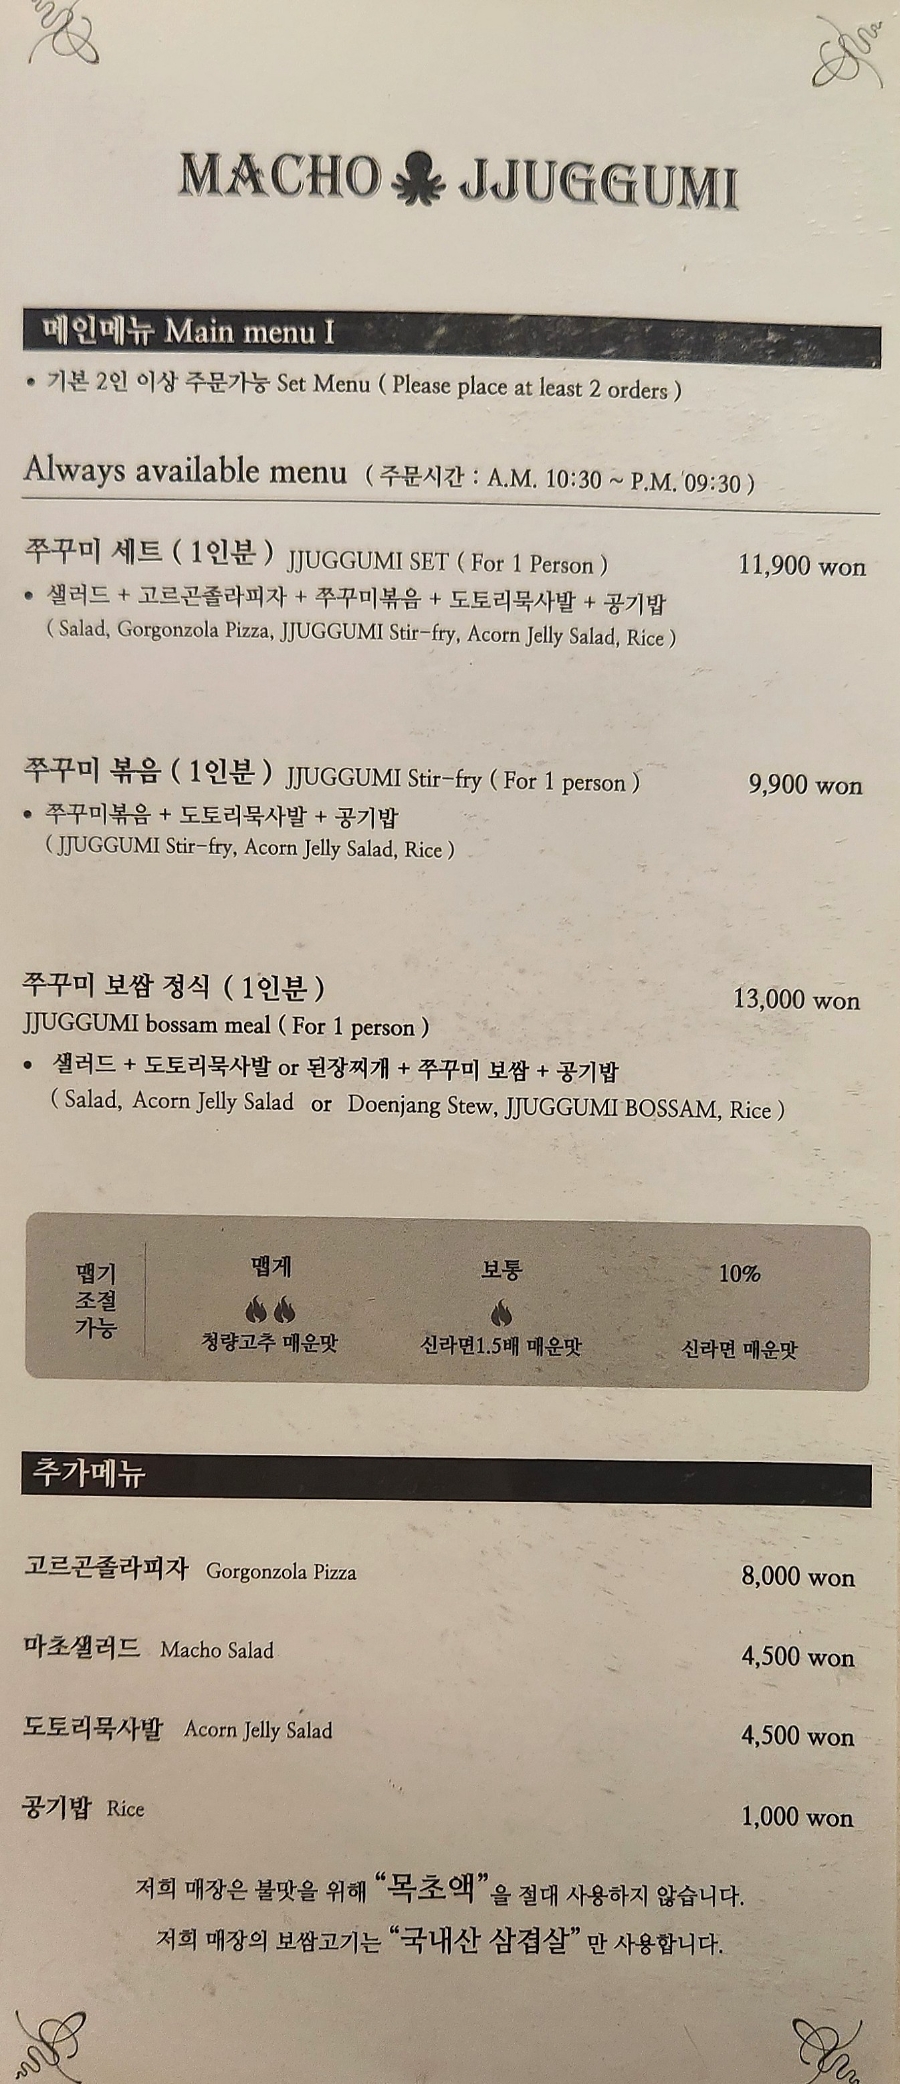 MACHO JJUGGUMI
메인메뉴 Main menu I
• 기본 2인 이상 주문가능 Set Menu ( Please place at least 2 orders )
Always available menu ( 주문시간 : A.M. 10:30 ~ P.M. 09:30 )
쭈꾸미 세트 ( 1인분 ) JJUGGUMI SET ( For 1 Person ) 11,900 won
• 샐러드 + 고르곤졸라피자 + 쭈꾸미볶음 + 도토리묵사발 + 공기밥
( Salad, Gorgonzola Pizza, JJUGGUMI Stir-fry, Acorn Jelly Salad, Rice )
쭈꾸미 볶음 ( 1인분 ) JJUGGUMI Stir-fry ( For 1 person ) 9,900 won
• 쭈꾸미볶음 + 도토리묵사발 + 공기밥
( JJUGGUMI Stir-fry, Acorn Jelly Salad, Rice )
쭈꾸미 보쌈 정식 ( 1인분 ) 13,000 won
JJUGGUMI bossam meal ( For 1 person )
• 샐러드 + 도토리묵사발 or 된장찌개 + 쭈꾸미 보쌈 + 공기밥
( Salad, Acorn Jelly Salad or Doenjang Stew, JJUGGUMI BOSSAM, Rice )
맵기
조절
가능
맵게
청량고추 매운맛
보통
신라면1.5배 매운맛
10%
신라면 매운맛
추가메뉴
고르곤졸라피자 Gorgonzola Pizza 8,000 won
마초샐러드 Macho Salad 4,500 won
도토리묵사발 Acorn Jelly Salad 4,500 won
공기밥 Rice 1,000 won
저희 매장은 불맛을 위해 “목초액”을 절대 사용하지 않습니다.
저희 매장의 보쌈고기는 “국내산 삼겹살” 만 사용합니다.